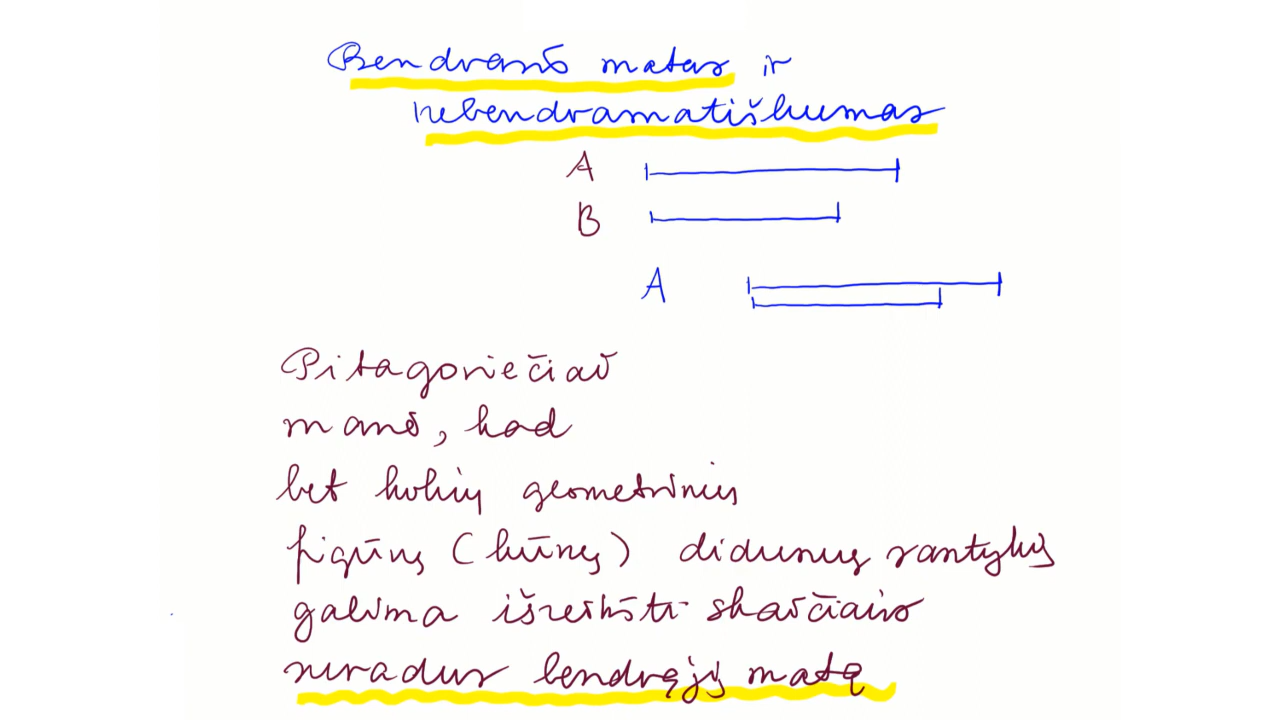 Bendrasis matas ir
nebendramatiškumas
A
B
A
Pitagoriečiai
manė, kad
bet kokių geometrinių
figūrų (kūnų) didumų santykį
galima išreikšti skaičiais
suradus bendrąjį matą